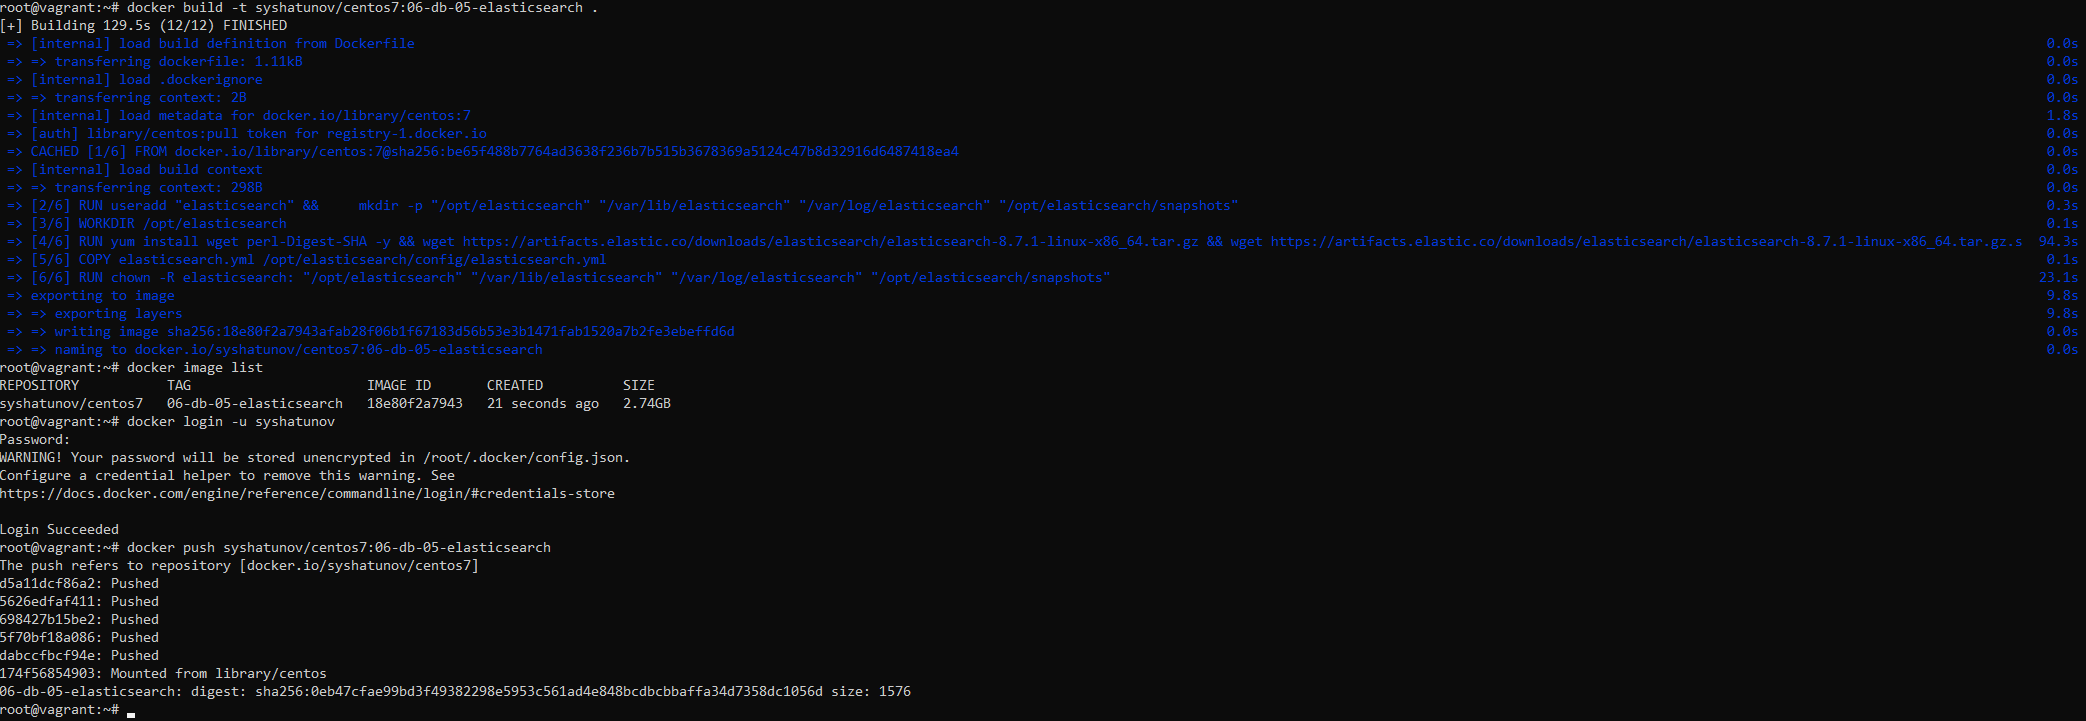 root@vagrant:~# docker build -t syshatunov/centos7:06-db-05-elasticsearch .
[+] Building 129.5s (12/12) FINISHED
=> [internal] load build definition from Dockerfile 0.0s
=> => transferring dockerfile: 1.11kB 0.0s
=> [internal] load .dockerignore 0.0s
=> => transferring context: 2B 0.0s
=> [internal] load metadata for docker.io/library/centos:7 1.8s
=> [auth] library/centos:pull token for registry-1.docker.io 0.0s
=> CACHED [1/6] FROM docker.io/library/centos:7@sha256:be65f488b7764ad3638f236b7b515b3678369a5124c47b8d32916d6487418ea4 0.0s
=> [internal] load build context 0.0s
=> => transferring context: 298B 0.0s
=> [2/6] RUN useradd "elasticsearch" &&     mkdir -p "/opt/elasticsearch" "/var/lib/elasticsearch" "/var/log/elasticsearch" "/opt/elasticsearch/snapshots" 0.3s
=> [3/6] WORKDIR /opt/elasticsearch 0.1s
=> [4/6] RUN yum install wget perl-Digest-SHA -y && wget https://artifacts.elastic.co/downloads/elasticsearch/elasticsearch-8.7.1-linux-x86_64.tar.gz && wget https://artifacts.elastic.co/downloads/elasticsearch/elasticsearch-8.7.1-linux-x86_64.tar.gz.s 94.3s
=> [5/6] COPY elasticsearch.yml /opt/elasticsearch/config/elasticsearch.yml 0.1s
=> [6/6] RUN chown -R elasticsearch: "/opt/elasticsearch" "/var/lib/elasticsearch" "/var/log/elasticsearch" "/opt/elasticsearch/snapshots" 23.1s
=> exporting to image 9.8s
=> => exporting layers 9.8s
=> => writing image sha256:18e80f2a7943afab28f06b1f67183d56b53e3b1471fab1520a7b2fe3ebeffd6d 0.0s
=> => naming to docker.io/syshatunov/centos7:06-db-05-elasticsearch 0.0s
root@vagrant:~# docker image list
REPOSITORY TAG IMAGE ID CREATED SIZE
syshatunov/centos7 06-db-05-elasticsearch 18e80f2a7943 21 seconds ago 2.74GB
root@vagrant:~# docker login -u syshatunov
Password:
WARNING! Your password will be stored unencrypted in /root/.docker/config.json.
Configure a credential helper to remove this warning. See
https://docs.docker.com/engine/reference/commandline/login/#credentials-store
Login Succeeded
root@vagrant:~# docker push syshatunov/centos7:06-db-05-elasticsearch
The push refers to repository [docker.io/syshatunov/centos7]
d5a11dcf86a2: Pushed
5626edfaf411: Pushed
698427b15be2: Pushed
5f70bf18a086: Pushed
dabccfbcf94e: Pushed
174f56854903: Mounted from library/centos
06-db-05-elasticsearch: digest: sha256:0eb47cfae99bd3f49382298e5953c561ad4e848bcdbcbbaffa34d7358dc1056d size: 1576
root@vagrant:~#